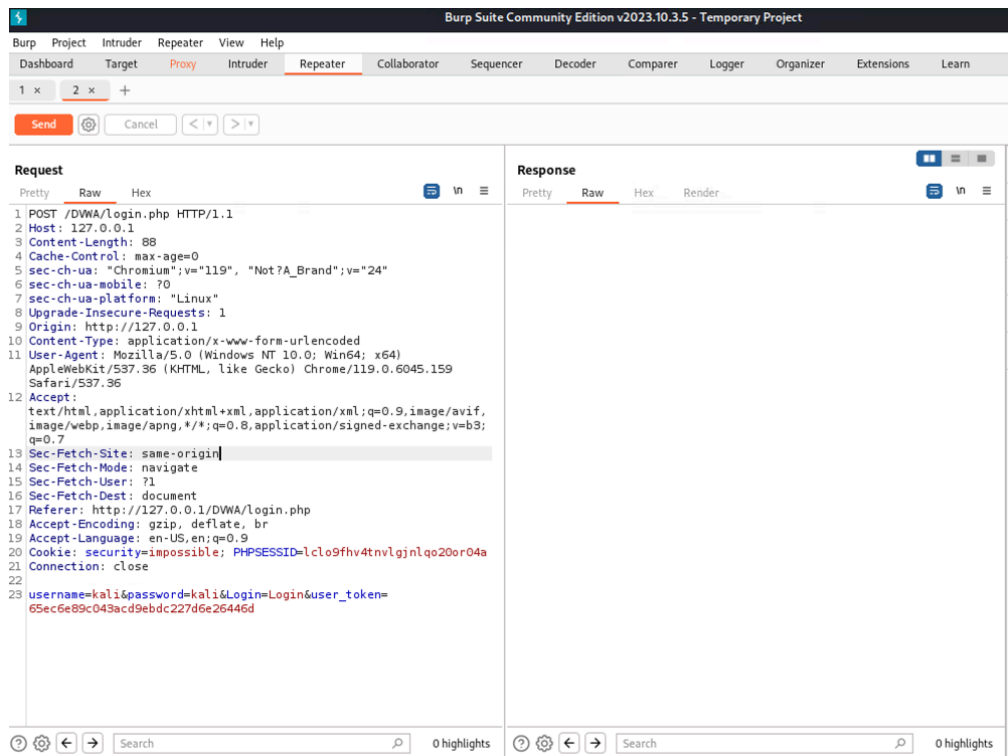 Burp Suite Community Edition v2023.10.3.5 - Temporary Project
Burp Project Intruder Repeater View Help
Dashboard Target Proxy Intruder Repeater Collaborator Sequencer Decoder Comparer Logger Organizer Extensions Learn
1 × 2 × +
Send Cancel < >
Request
Pretty Raw Hex \n
1 POST /DVWA/login.php HTTP/1.1
2 Host: 127.0.0.1
3 Content-Length: 88
4 Cache-Control: max-age=0
5 sec-ch-ua: "Chromium";v="119", "Not?A_Brand";v="24"
6 sec-ch-ua-mobile: ?0
7 sec-ch-ua-platform: "Linux"
8 Upgrade-Insecure-Requests: 1
9 Origin: http://127.0.0.1
10 Content-Type: application/x-www-form-urlencoded
11 User-Agent: Mozilla/5.0 (Windows NT 10.0; Win64; x64)
AppleWebKit/537.36 (KHTML, like Gecko) Chrome/119.0.6045.159
Safari/537.36
12 Accept:
text/html,application/xhtml+xml,application/xml;q=0.9,image/avif,
image/webp,image/apng,*/*;q=0.8,application/signed-exchange;v=b3;
q=0.7
13 Sec-Fetch-Site: same-origin
14 Sec-Fetch-Mode: navigate
15 Sec-Fetch-User: ?1
16 Sec-Fetch-Dest: document
17 Referer: http://127.0.0.1/DVWA/login.php
18 Accept-Encoding: gzip, deflate, br
19 Accept-Language: en-US,en;q=0.9
20 Cookie: security=impossible; PHPSESSID=lclo9fhv4tnvlgjnlqo20or04a
21 Connection: close
22
23 username=kali&password=kali&Login=Login&user_token=
65ec6e89c043acd9ebdc227d6e26446d
Search 0 highlights
Response
Pretty Raw Hex Render \n
Search 0 highlights